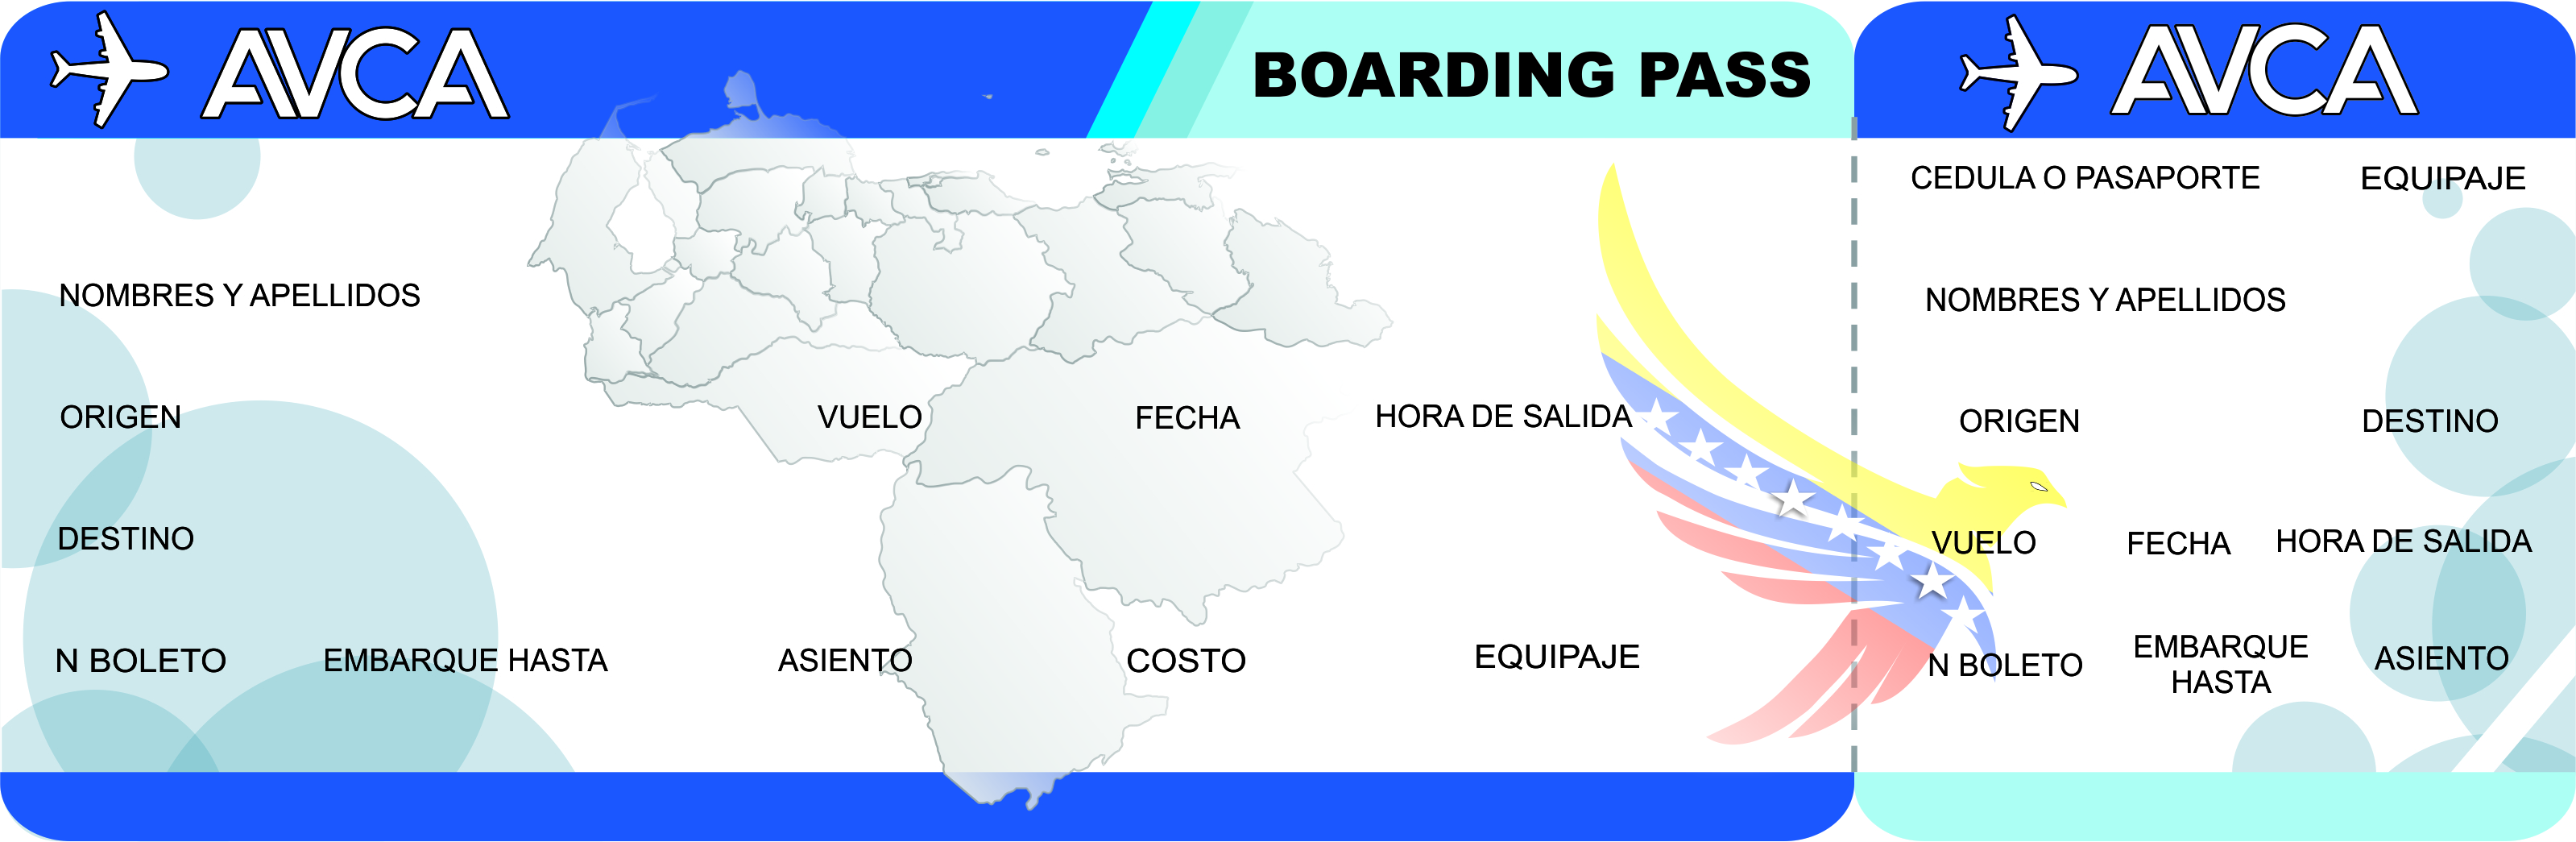 AVCA
BOARDING PASS
NOMBRES Y APELLIDOS
ORIGEN
VUELO
FECHA
HORA DE SALIDA
DESTINO
N BOLETO
EMBARQUE HASTA
ASIENTO
COSTO
EQUIPAJE
AVCA
CEDULA O PASAPORTE
EQUIPAJE
NOMBRES Y APELLIDOS
ORIGEN
DESTINO
VUELO
FECHA
HORA DE SALIDA
N BOLETO
EMBARQUE
HASTA
ASIENTO